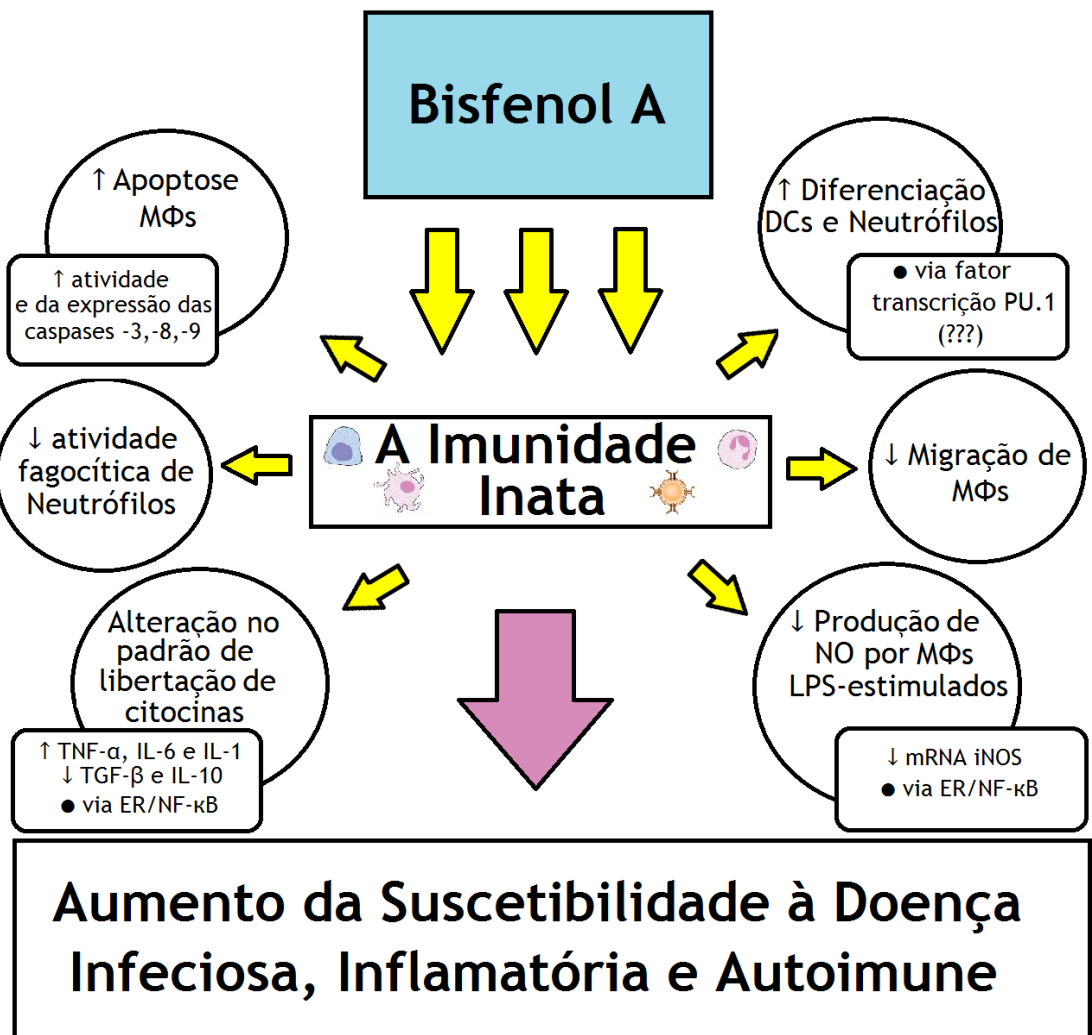 Bisfenol A
↑ Apoptose
MΦs
↑ atividade
e da expressão das
caspases -3,-8,-9
↑ Diferenciação
DCs e Neutrófilos
● via fator
transcrição PU.1
(???)
↓ atividade
fagocítica de
Neutrófilos
A Imunidade
Inata
↓ Migração de
MΦs
Alteração no
padrão de
libertação de
citocinas
↑ TNF-α, IL-6 e IL-1
↓ TGF-β e IL-10
● via ER/NF-κB
↓ Produção de
NO por MΦs
LPS-estimulados
↓ mRNA iNOS
● via ER/NF-κB
Aumento da Suscetibilidade à Doença
Infeciosa, Inflamatória e Autoimune